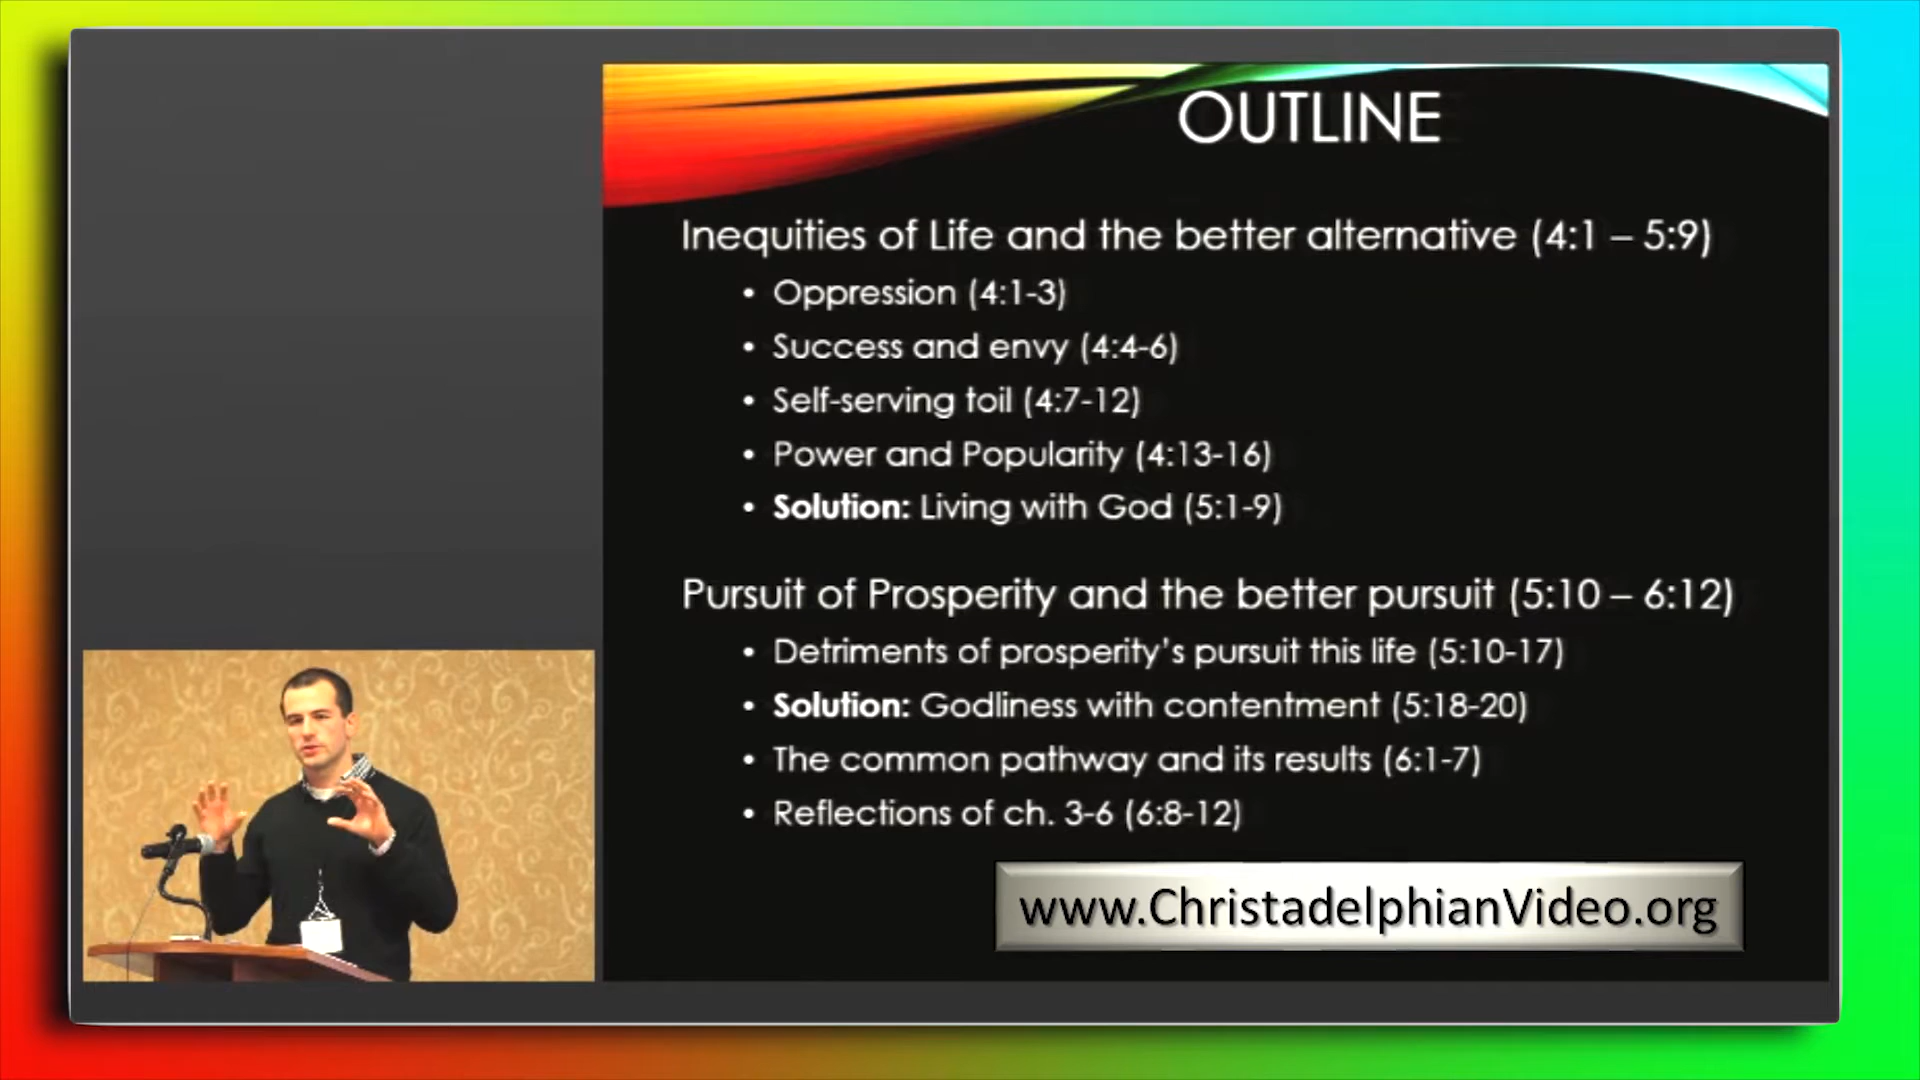 OUTLINE
Inequities of Life and the better alternative (4:1 – 5:9)
• Oppression (4:1-3)
• Success and envy (4:4-6)
• Self-serving toil (4:7-12)
• Power and Popularity (4:13-16)
• Solution: Living with God (5:1-9)
Pursuit of Prosperity and the better pursuit (5:10 – 6:12)
• Detriments of prosperity's pursuit this life (5:10-17)
• Solution: Godliness with contentment (5:18-20)
• The common pathway and its results (6:1-7)
• Reflections of ch. 3-6 (6:8-12)
www.ChristadelphianVideo.org